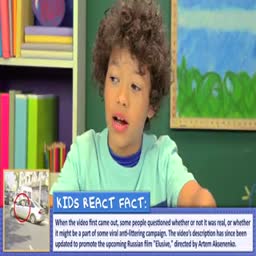 KIDS REACT FACT:
When the video first came out, some people questioned whether or not it was real, or whether
it might be a part of some viral anti-littering campaign. The video's description has since been
updated to promote the upcoming Russian film "Elusive," directed by Artem Aksenenko.